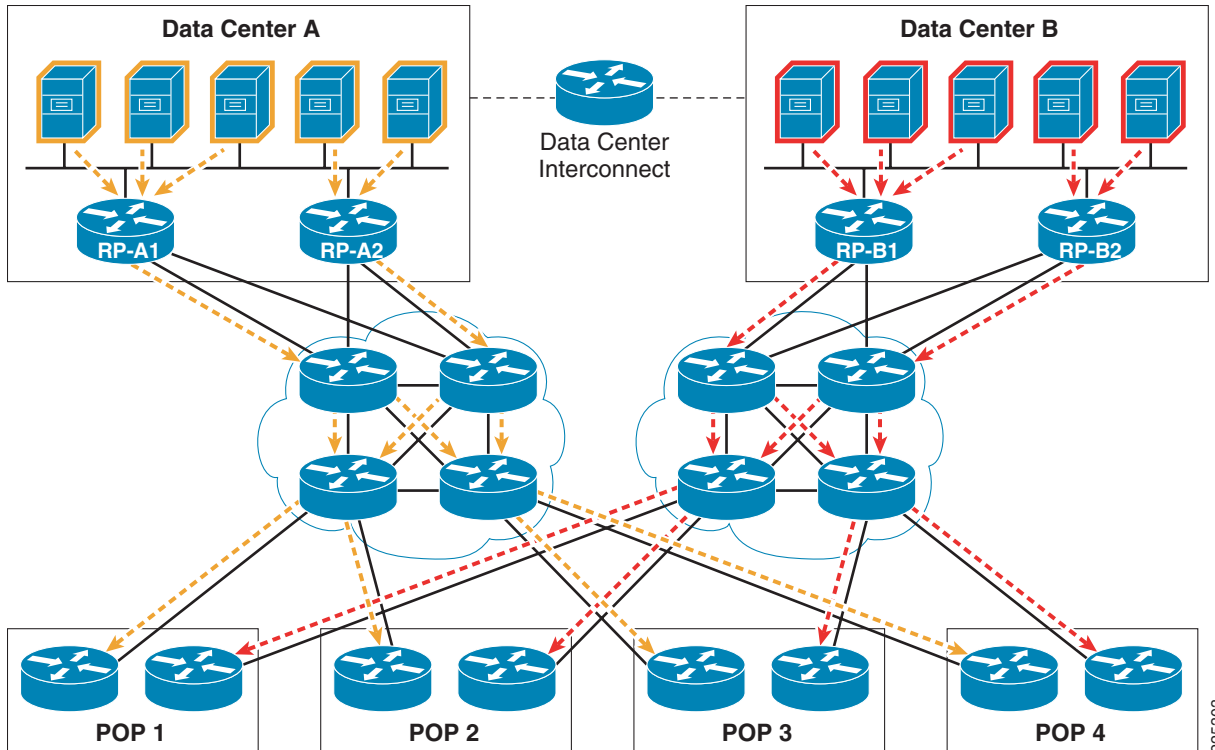 Data Center A
Data Center B
Data Center
Interconnect
RP-A1
RP-A2
RP-B1
RP-B2
POP 1
POP 2
POP 3
POP 4